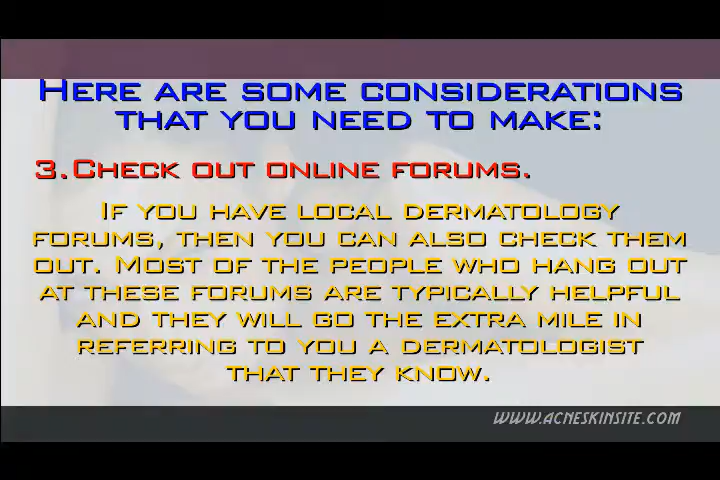 Here are some considerations
that you need to make:
3. Check out online forums.
If you have local dermatology
forums, then you can also check them
out. Most of the people who hang out
at these forums are typically helpful
and they will go the extra mile in
referring to you a dermatologist
that they know.
www.acneskinsite.com